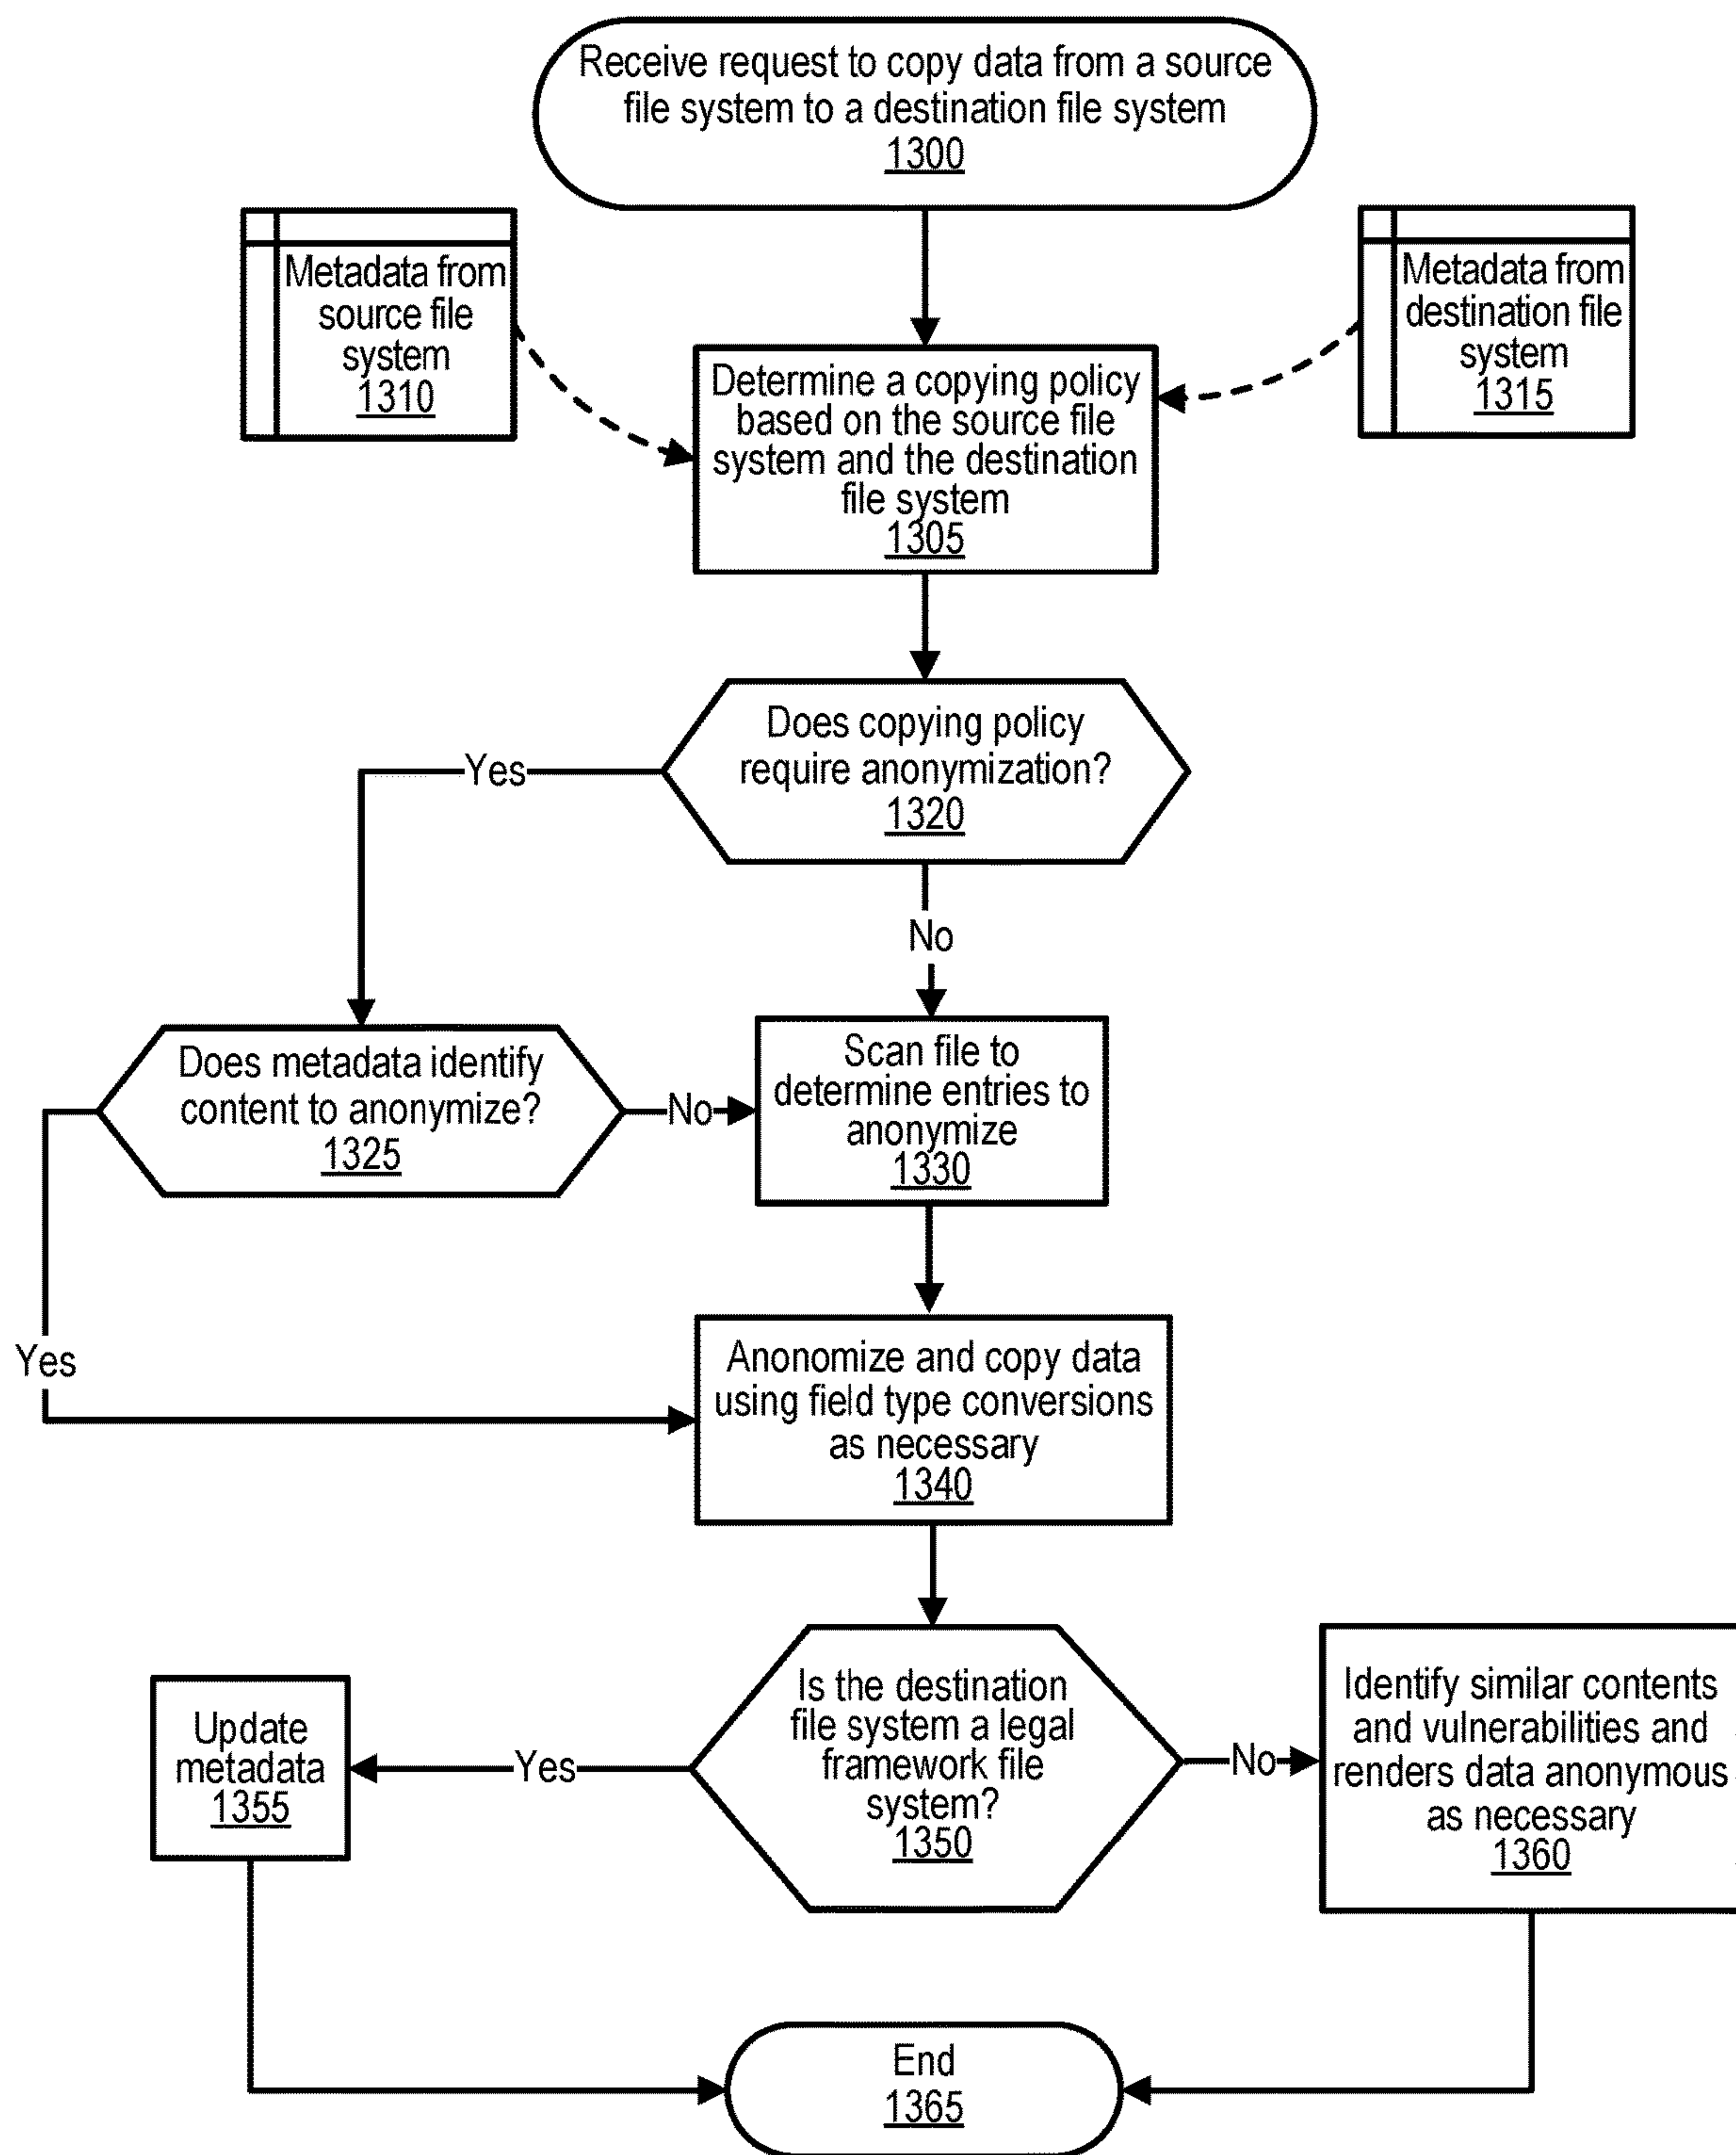 Receive request to copy data from a source
file system to a destination file system
1300
Metadata from
source file
system
1310
Metadata from
destination file
system
1315
Determine a copying policy
based on the source file
system and the destination
file system
1305
Does copying policy
require anonymization?
1320
Yes
No
Does metadata identify
content to anonymize?
1325
No
Scan file to
determine entries to
anonymize
1330
Yes
Anonomize and copy data
using field type conversions
as necessary
1340
Is the destination
file system a legal
framework file
system?
1350
Yes
Update
metadata
1355
No
Identify similar contents
and vulnerabilities and
renders data anonymous
as necessary
1360
End
1365